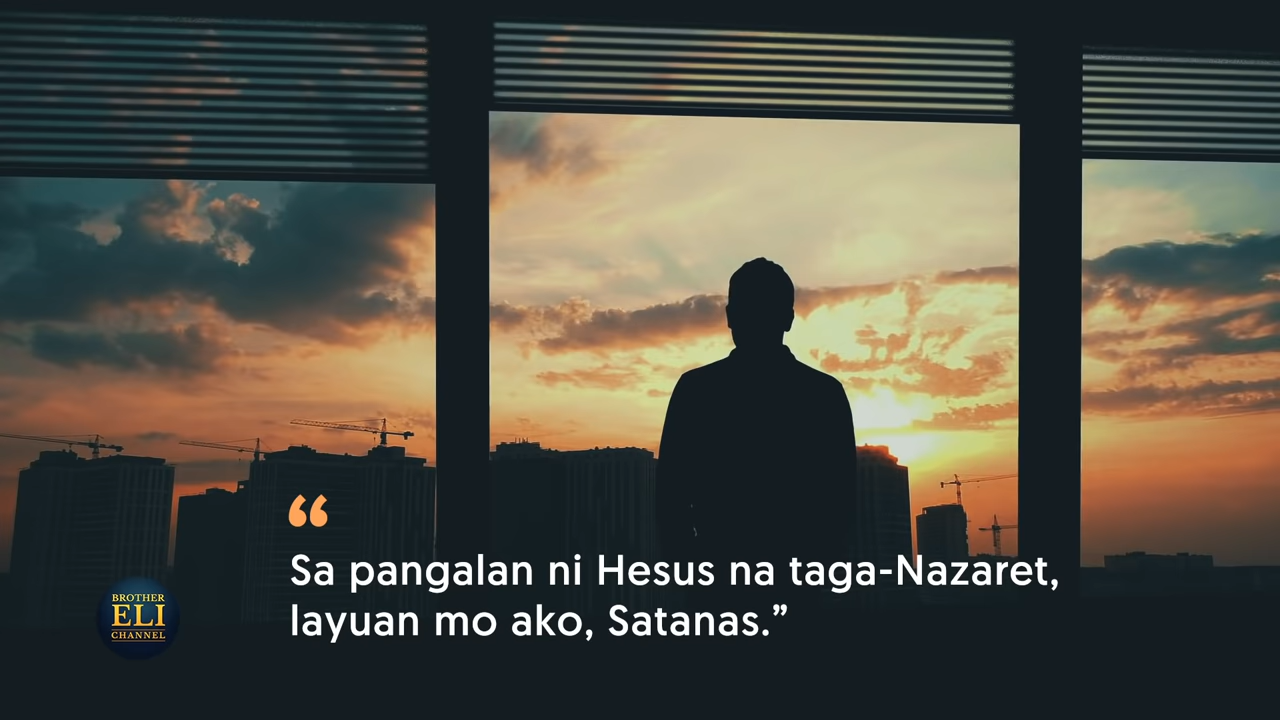 “
Sa pangalan ni Hesus na taga-Nazaret,
layuan mo ako, Satanas.”
BROTHER
ELI
CHANNEL